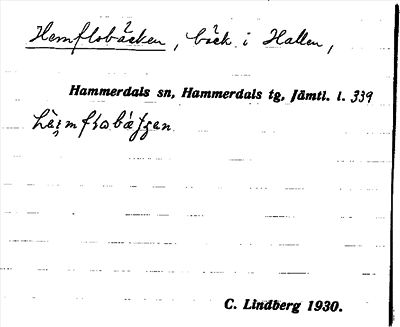 Hemflobäcken, bäck i Hallen,
Hammerdals sn, Hammerdals tg, Jämtl. l. 339
C. Lindberg 1930.